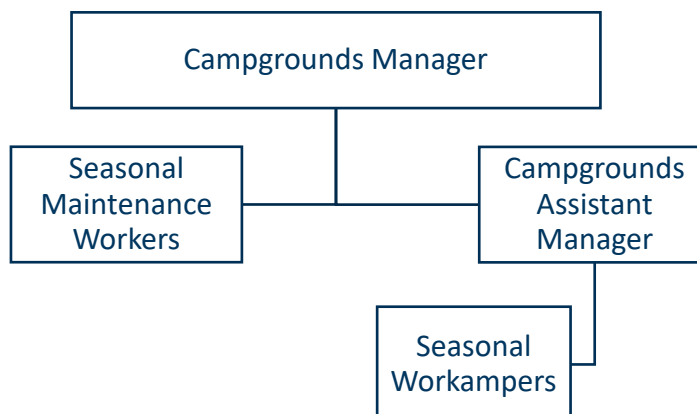 Campgrounds Manager
Seasonal
Maintenance
Workers
Campgrounds
Assistant
Manager
Seasonal
Workampers